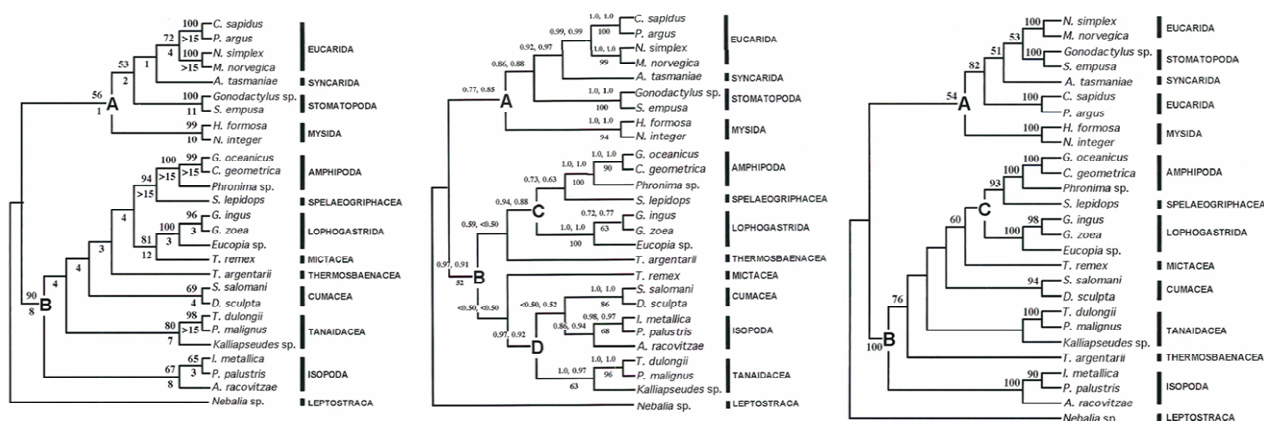 100
C. sapidus
72
>15
P. argus
EUCARIDA
4
100
N. simplex
53
1
>15
M. norvegica
2
A. tasmaniae
SYNCARIDA
56
A
100
Gonodactylus sp.
STOMATOPODA
1
11
S. empusa
99
H. formosa
MYSIDA
10
N. integer
100
99
G. oceanicus
>15
>15
C. geometrica
AMPHIPODA
94
Phronima sp.
>15
S. lepidops
SPELAEOGRIPHACEA
4
96
G. ingus
100
3
G. zoea
LOPHOGASTRIDA
81
3
Eucopia sp.
3
12
T. remex
MICTACEA
4
T. argentarii
THERMOSBAENACEA
4
69
S. salomani
CUMACEA
90
B
4
D. sculpta
8
98
T. dulongii
80
>15
P. malignus
TANAIDACEA
7
Kalliapseudes sp.
65
I. metallica
67
3
P. palustris
ISOPODA
8
A. racovitzae
Nebalia sp.
LEPTOSTRACA
1.0, 1.0
C. sapidus
0.99, 0.99
100
P. argus
EUCARIDA
0.92, 0.97
1.0, 1.0
N. simplex
99
M. norvegica
0.86, 0.88
A. tasmaniae
SYNCARIDA
0.77, 0.85
A
1.0, 1.0
Gonodactylus sp.
STOMATOPODA
100
S. empusa
1.0, 1.0
H. formosa
MYSIDA
94
N. integer
1.0, 1.0
G. oceanicus
1.0, 1.0
90
C. geometrica
AMPHIPODA
0.73, 0.63
100
Phronima sp.
S. lepidops
SPELAEOGRIPHACEA
0.94, 0.88
C
0.72, 0.77
G. ingus
1.0, 1.0
63
G. zoea
LOPHOGASTRIDA
0.59, <0.50
100
Eucopia sp.
T. argentarii
THERMOSBAENACEA
0.97, 0.91
B
T. remex
MICTACEA
52
1.0, 1.0
S. salomani
CUMACEA
<0.50, <0.50
<0.50, 0.52
86
D. sculpta
0.98, 0.97
I. metallica
0.86, 0.94
68
P. palustris
ISOPODA
0.97, 0.92
D
A. racovitzae
1.0, 1.0
T. dulongii
1.0, 0.97
96
P. malignus
TANAIDACEA
63
Kalliapseudes sp.
Nebalia sp.
LEPTOSTRACA
100
N. simplex
EUCARIDA
53
M. norvegica
51
100
Gonodactylus sp.
STOMATOPODA
82
S. empusa
A. tasmaniae
SYNCARIDA
54
A
100
C. sapidus
EUCARIDA
P. argus
100
H. formosa
MYSIDA
N. integer
100
G. oceanicus
100
C. geometrica
AMPHIPODA
93
Phronima sp.
C
S. lepidops
SPELAEOGRIPHACEA
60
98
G. ingus
100
G. zoea
LOPHOGASTRIDA
Eucopia sp.
T. remex
MICTACEA
94
S. salomani
CUMACEA
D. sculpta
76
T. dulongii
P. malignus
TANAIDACEA
B
Kalliapseudes sp.
100
T. argentarii
THERMOSBAENACEA
90
I. metallica
100
P. palustris
ISOPODA
A. racovitzae
Nebalia sp.
LEPTOSTRACA